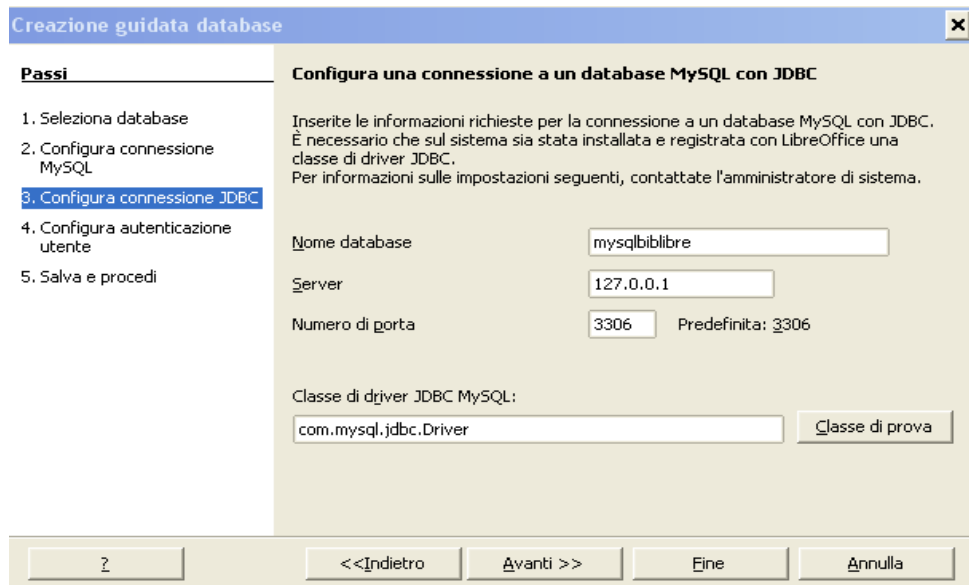 Creazione guidata database
Passi
1. Seleziona database
2. Configura connessione
MySQL
3. Configura connessione JDBC
4. Configura autenticazione
utente
5. Salva e procedi
Configura una connessione a un database MySQL con JDBC
Inserite le informazioni richieste per la connessione a un database MySQL con JDBC.
È necessario che sul sistema sia stata installata e registrata con LibreOffice una
classe di driver JDBC.
Per informazioni sulle impostazioni seguenti, contattate l'amministratore di sistema.
Nome database mysqlbiblibre
Server 127.0.0.1
Numero di porta 3306 Predefinita: 3306
Classe di driver JDBC MySQL:
com.mysql.jdbc.Driver Classe di prova
? <<Indietro Avanti >> Fine Annulla